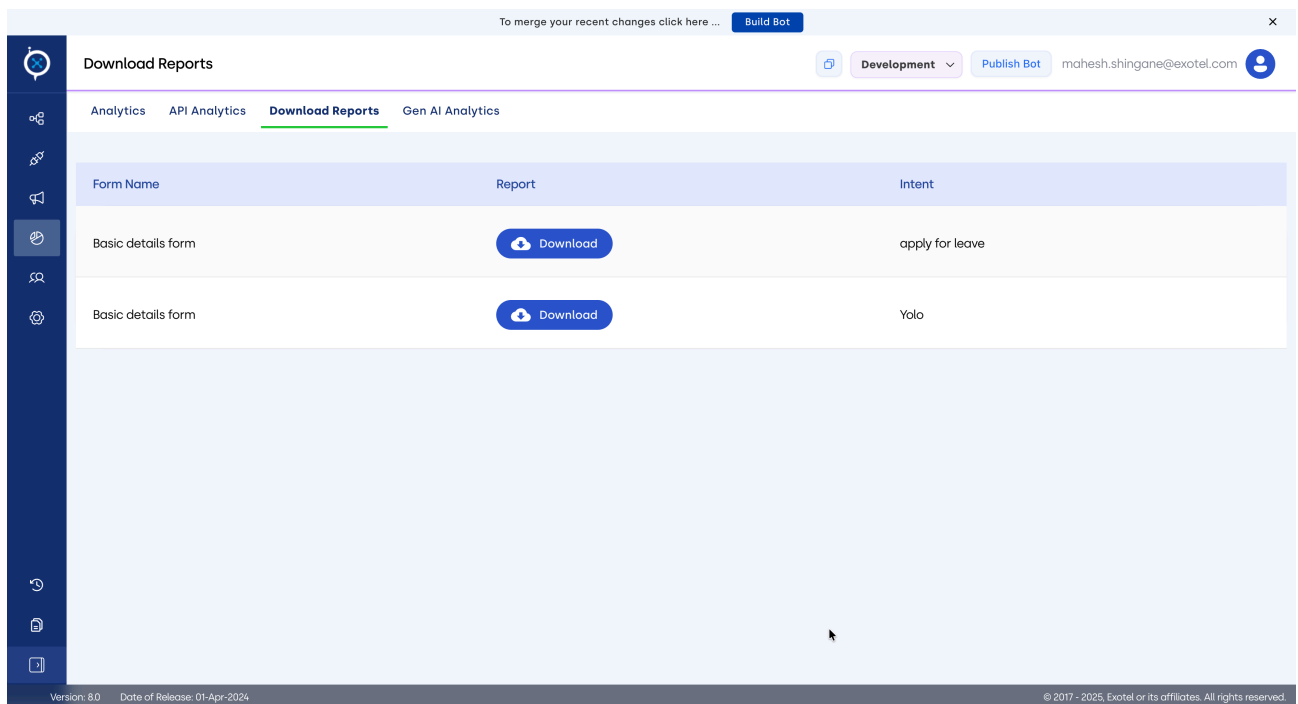 To merge your recent changes click here ... Build Bot
Download Reports Development Publish Bot mahesh.shingane@exotel.com
Analytics API Analytics Download Reports Gen AI Analytics
Form Name Report Intent
Basic details form Download apply for leave
Basic details form Download Yolo
Version: 8.0 Date of Release: 01-Apr-2024 © 2017 - 2025, Exotel or its affiliates. All rights reserved.